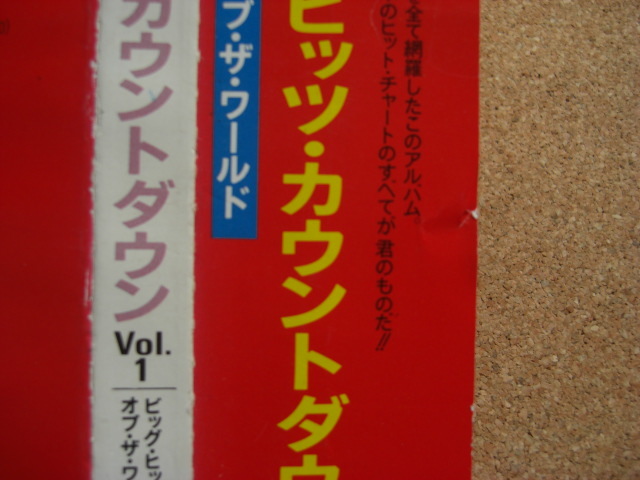 全て網羅したこのアルバム。
のヒット・チャートのすべてが君のものだ!!
ヒッツ・カウントダウ
ブ・ザ・ワールド
カウントダウン
Vol.
1
ビッグ・ヒッ
オブ・ザ・ワ